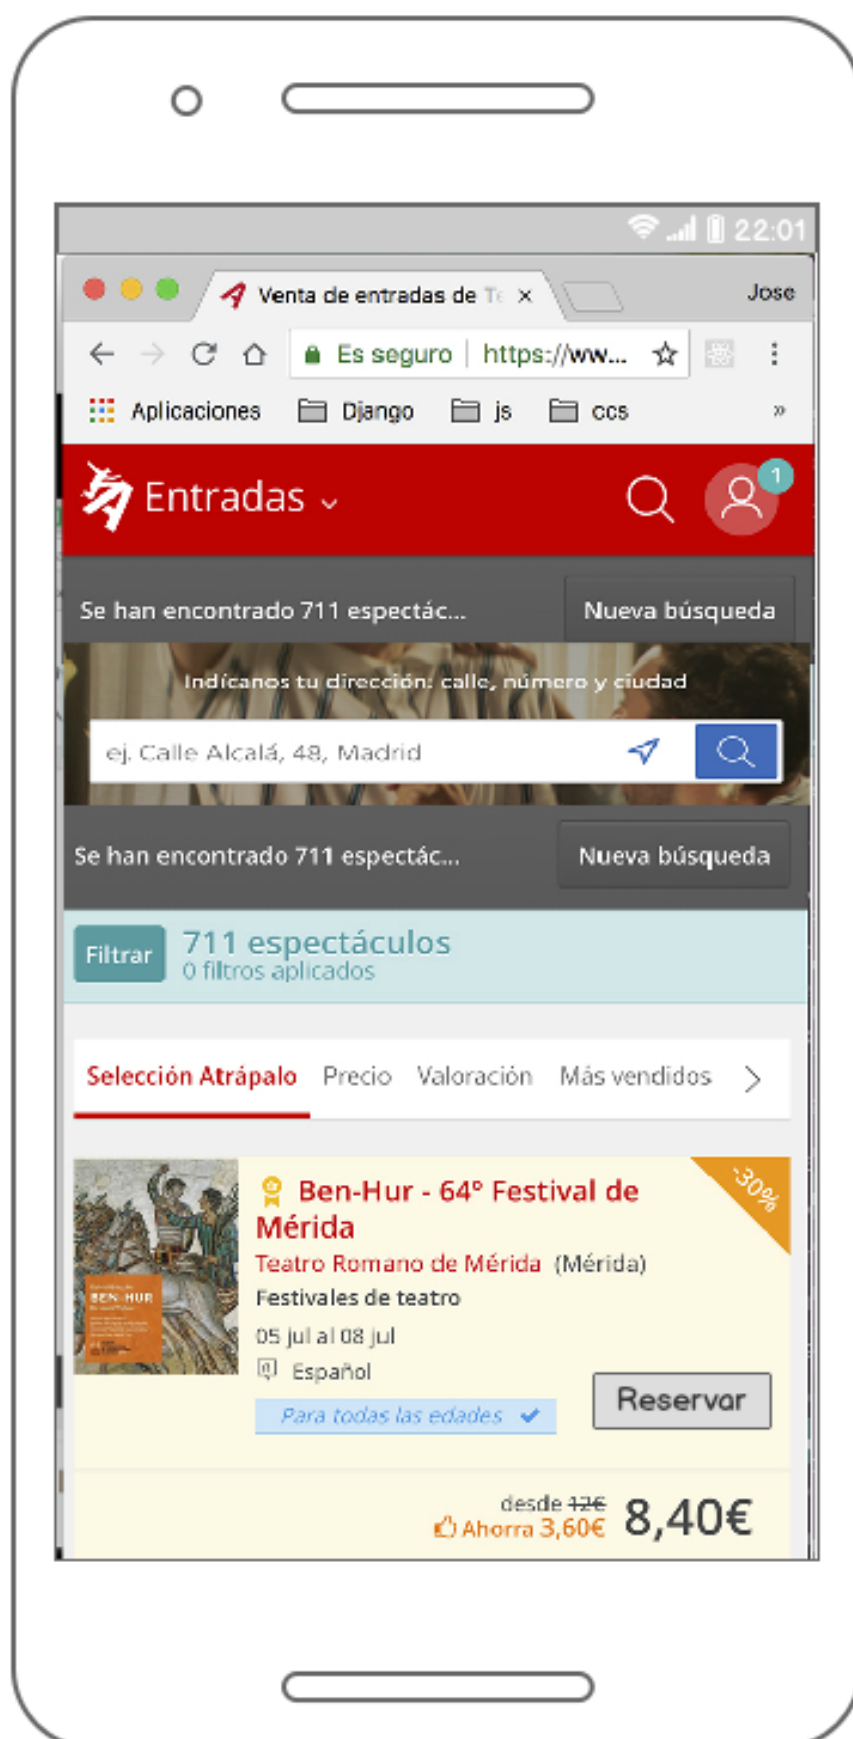 22:01
Venta de entradas de Te
Jose
Es seguro https://ww...
Aplicaciones Django js ccs »
Entradas
1
Se han encontrado 711 espectác... Nueva búsqueda
Indícanos tu dirección: calle, número y ciudad
ej. Calle Alcalá, 48, Madrid
Se han encontrado 711 espectác... Nueva búsqueda
Filtrar
711 espectáculos
0 filtros aplicados
Selección Atrápalo Precio Valoración Más vendidos
-30%
Ben-Hur - 64º Festival de
Mérida
Teatro Romano de Mérida (Mérida)
Festivales de teatro
05 jul al 08 jul
Español
Para todas las edades
Reservar
BEN-HUR
desde 12€
Ahorra 3,60€
8,40€